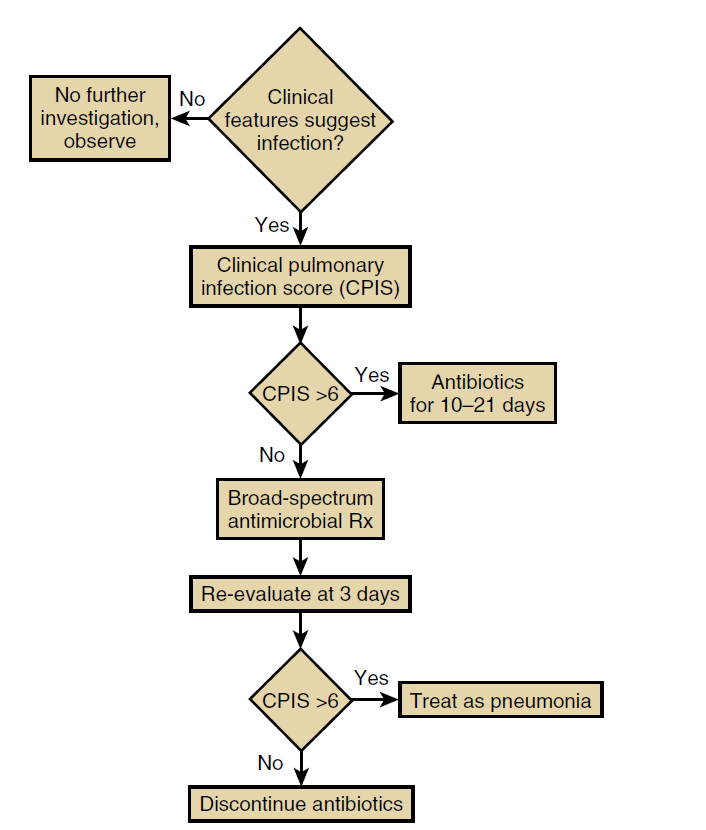 Clinical
features suggest
infection?
No
No further
investigation,
observe
Yes
Clinical pulmonary
infection score (CPIS)
CPIS >6
Yes
Antibiotics
for 10–21 days
No
Broad-spectrum
antimicrobial Rx
Re-evaluate at 3 days
CPIS >6
Yes
Treat as pneumonia
No
Discontinue antibiotics